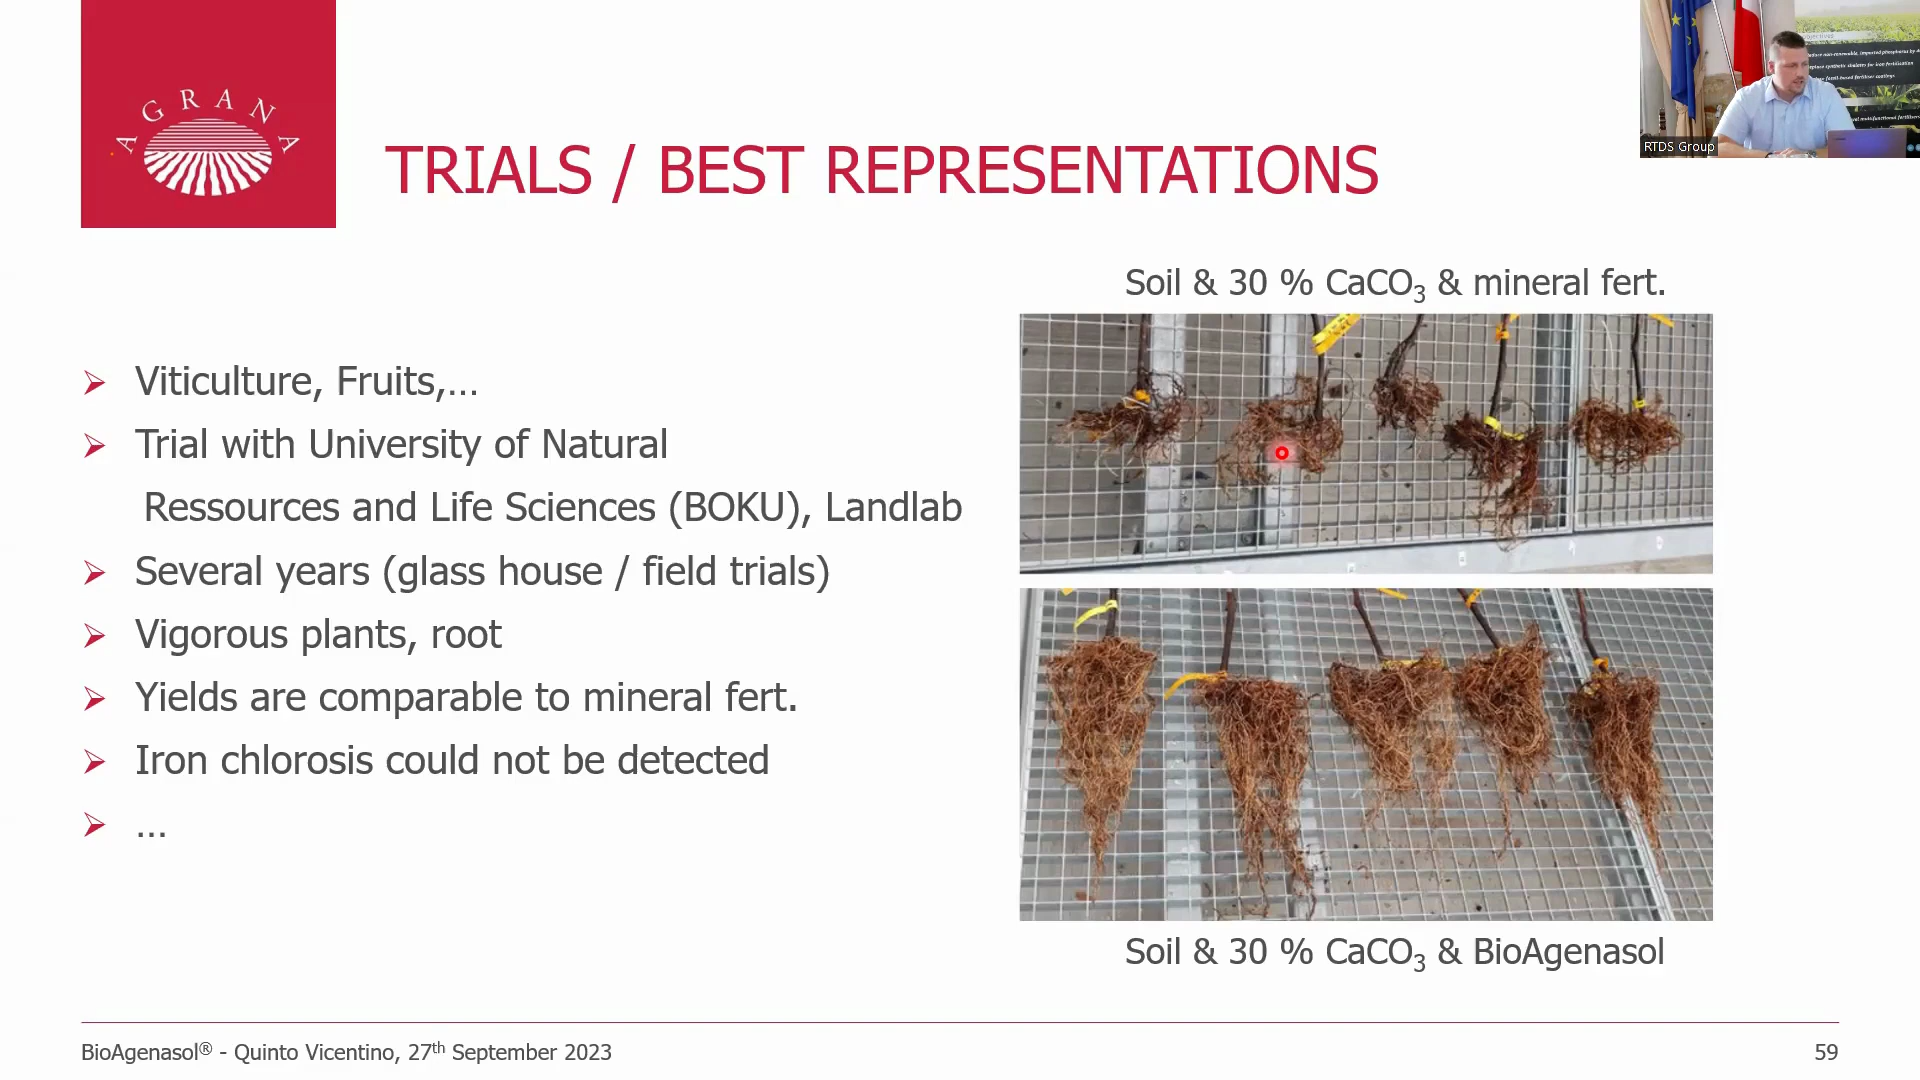 AGRANA
TRIALS / BEST REPRESENTATIONS
RTDS Group
Soil & 30 % CaCO₃ & mineral fert.
➢ Viticulture, Fruits,...
➢ Trial with University of Natural
Ressources and Life Sciences (BOKU), Landlab
➢ Several years (glass house / field trials)
➢ Vigorous plants, root
➢ Yields are comparable to mineral fert.
➢ Iron chlorosis could not be detected
➢ ...
Soil & 30 % CaCO₃ & BioAgenasol
BioAgenasol® - Quinto Vicentino, 27th September 2023
59